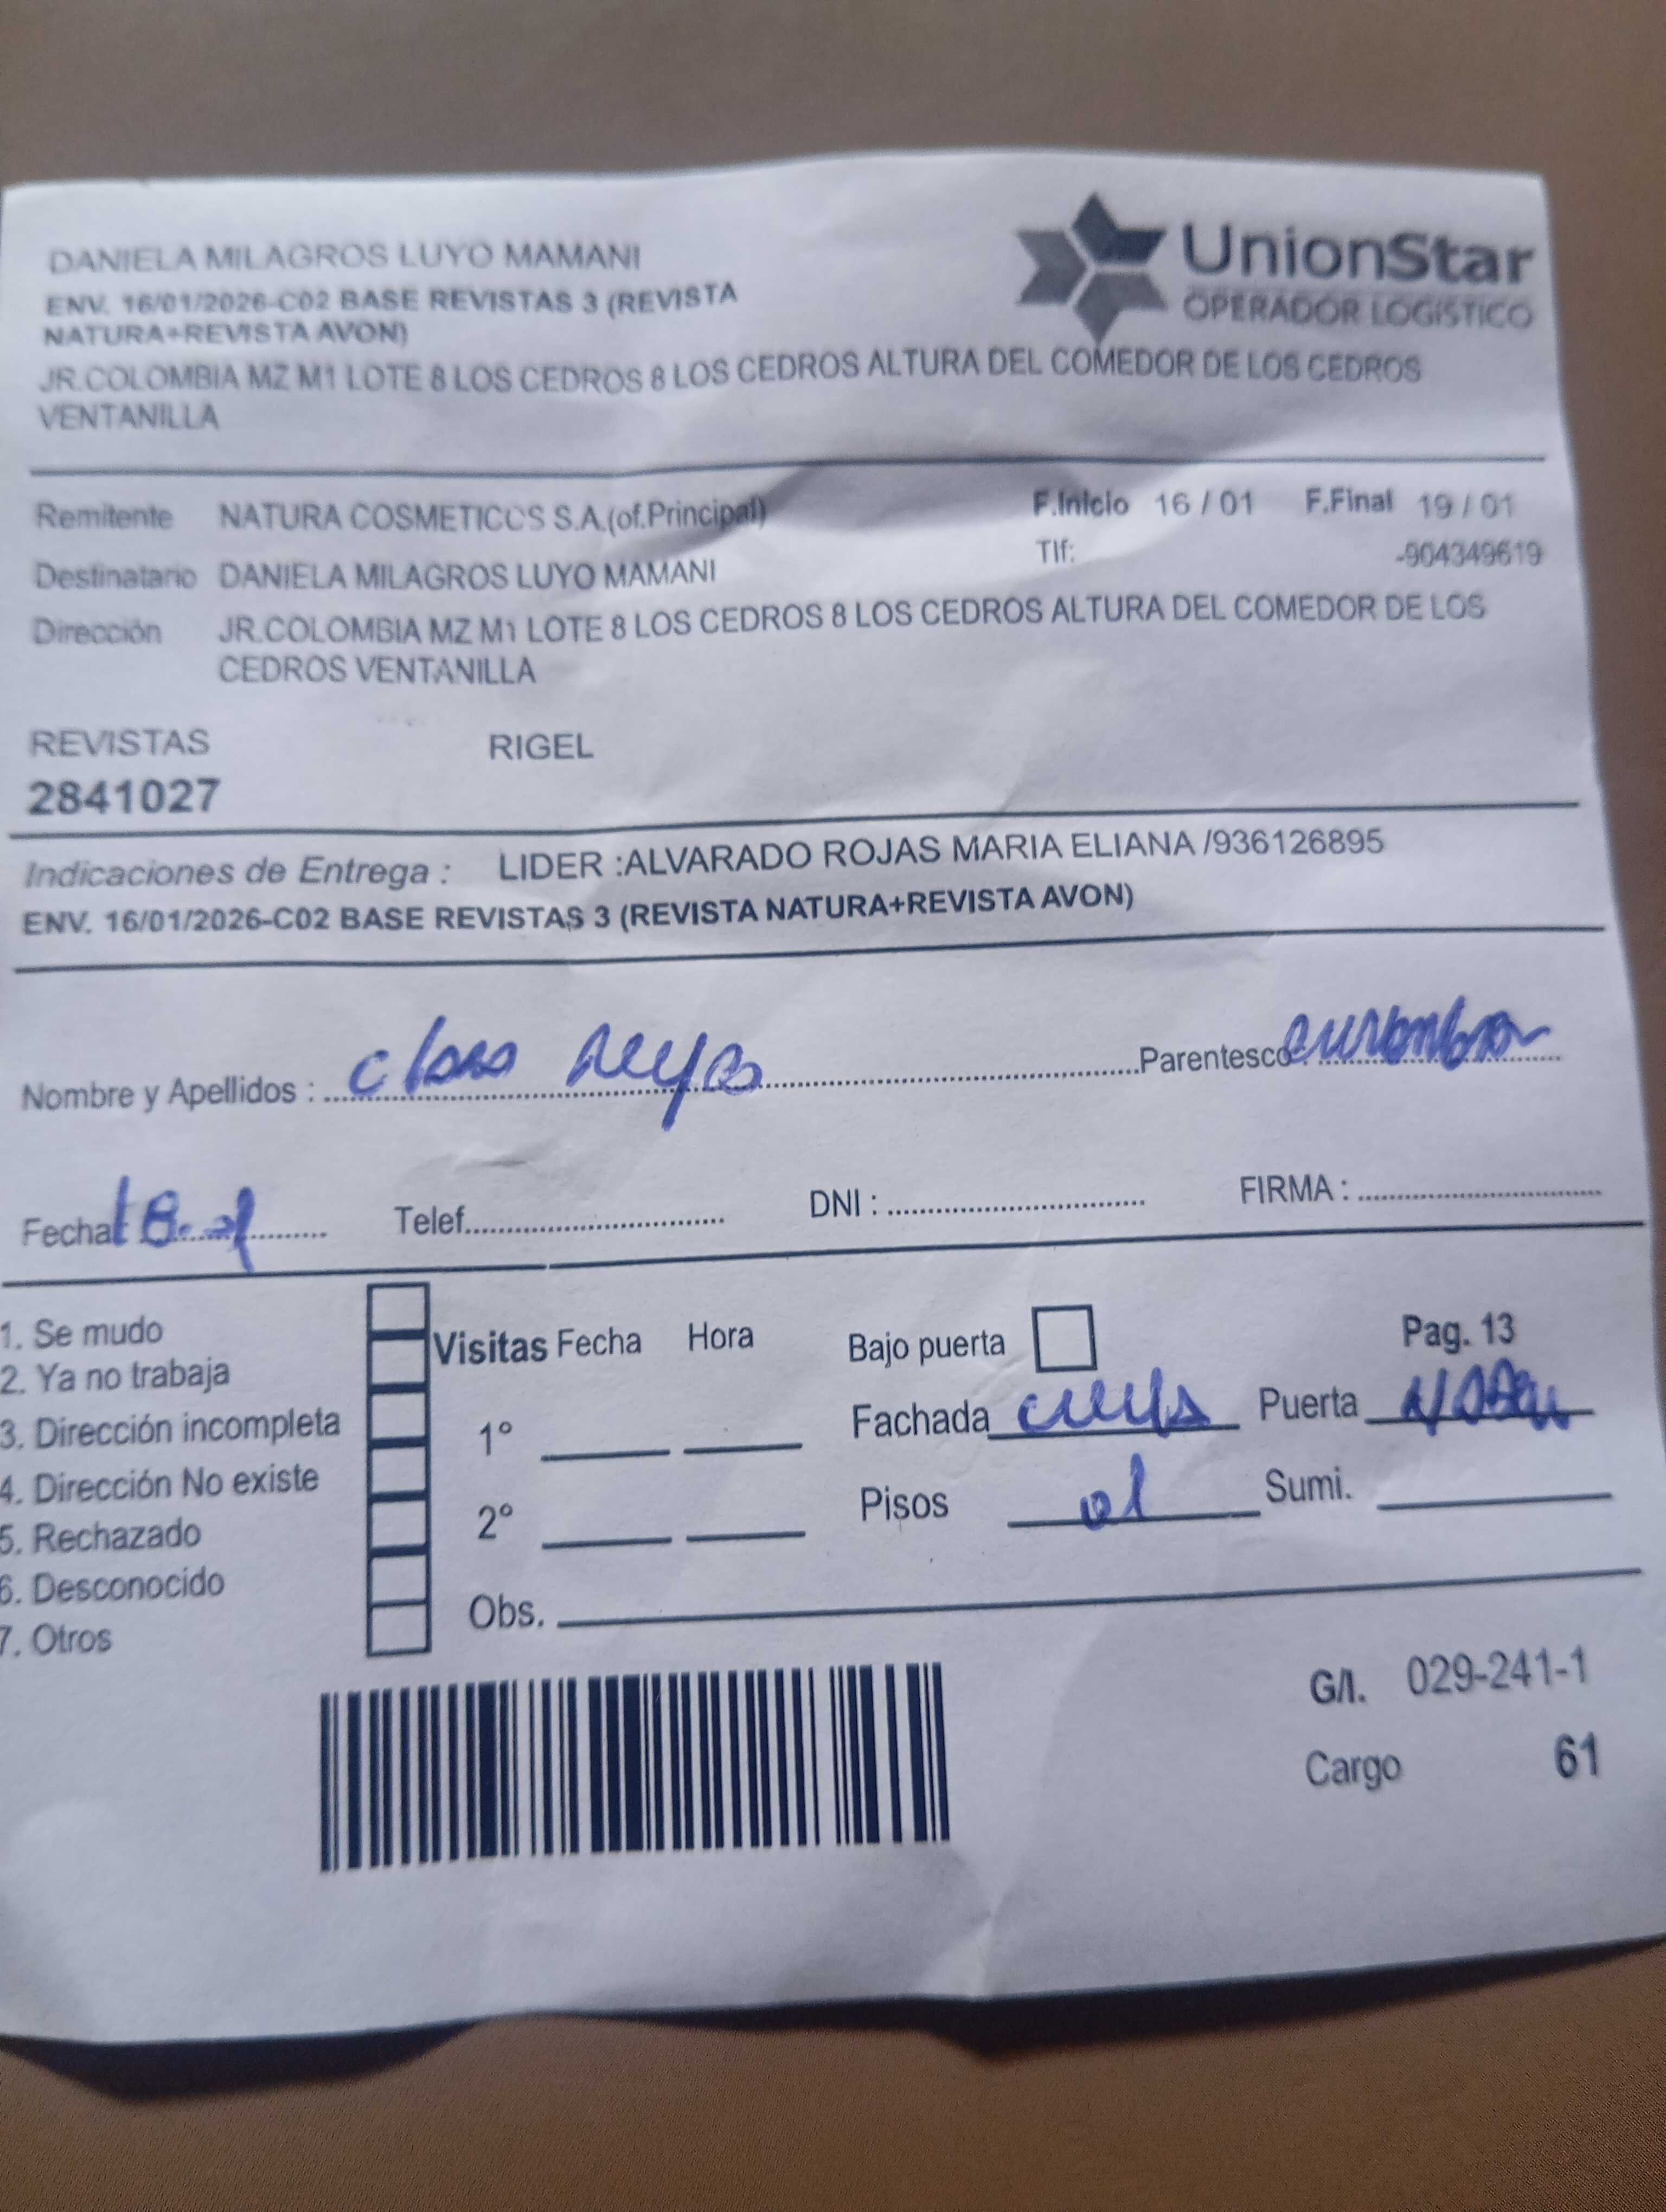 DANIELA MILAGROS LUYO MAMANI
ENV. 16/01/2026-C02 BASE REVISTAS 3 (REVISTA
NATURA+REVISTA AVON)
JR.COLOMBIA MZ M1 LOTE 8 LOS CEDROS 8 LOS CEDROS ALTURA DEL COMEDOR DE LOS CEDROS
VENTANILLA
UnionStar
OPERADOR LOGÍSTICO
Remitente NATURA COSMETICOS S.A.(of.Principal) F.Inicio 16 / 01 F.Final 19 / 01
Tlf: -904349619
Destinatario DANIELA MILAGROS LUYO MAMANI
Dirección JR.COLOMBIA MZ M1 LOTE 8 LOS CEDROS 8 LOS CEDROS ALTURA DEL COMEDOR DE LOS
CEDROS VENTANILLA
REVISTAS RIGEL
2841027
Indicaciones de Entrega : LIDER :ALVARADO ROJAS MARIA ELIANA /936126895
ENV. 16/01/2026-C02 BASE REVISTAS 3 (REVISTA NATURA+REVISTA AVON)
Nombre y Apellidos : Parentesco:
Fecha: Telef. DNI : FIRMA :
1. Se mudo
2. Ya no trabaja
3. Dirección incompleta
4. Dirección No existe
5. Rechazado
6. Desconocido
7. Otros
Visitas Fecha Hora
1°
2°
Obs.
Bajo puerta Pag. 13
Fachada Puerta
Pisos 01 Sumi.
G/I. 029-241-1
Cargo 61